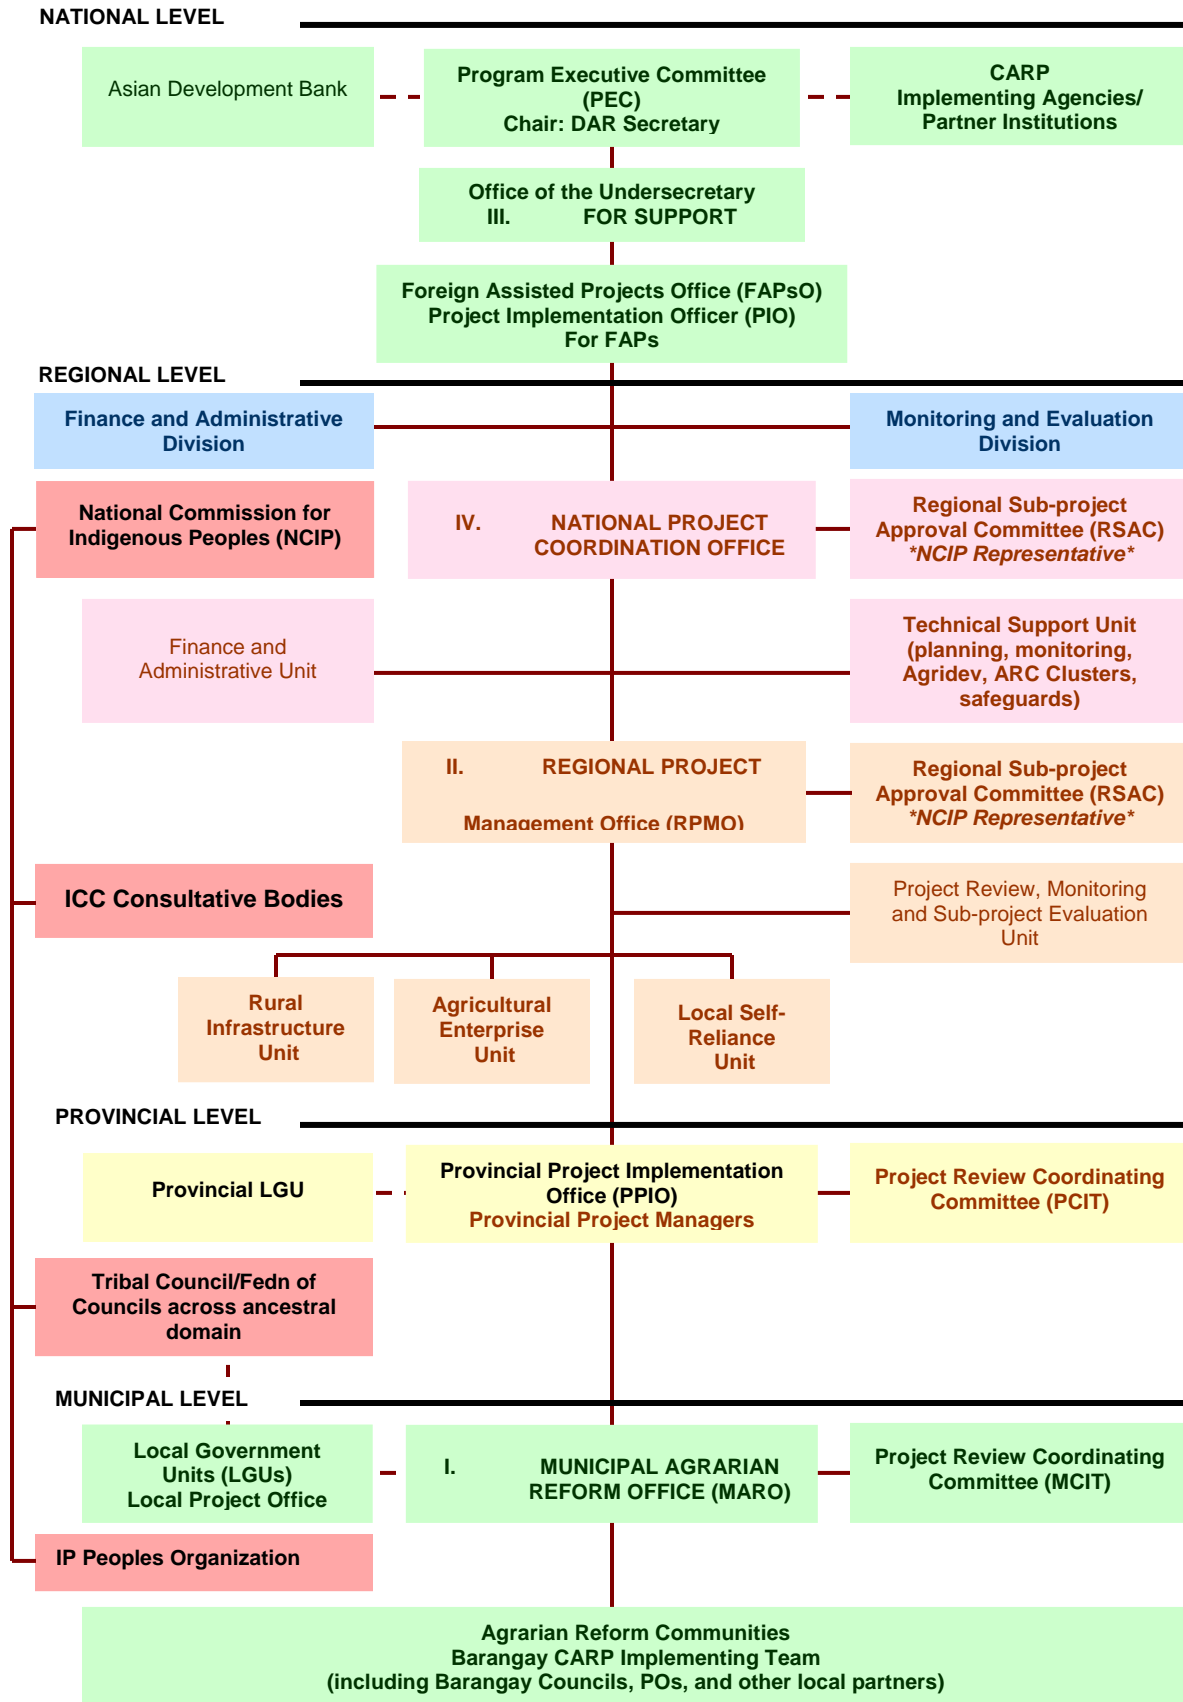 NATIONAL LEVEL
Asian Development Bank
Program Executive Committee
(PEC)
Chair: DAR Secretary
CARP
Implementing Agencies/
Partner Institutions
Office of the Undersecretary
III. FOR SUPPORT
Foreign Assisted Projects Office (FAPsO)
Project Implementation Officer (PIO)
For FAPs
REGIONAL LEVEL
Finance and Administrative
Division
Monitoring and Evaluation
Division
National Commission for
Indigenous Peoples (NCIP)
IV. NATIONAL PROJECT
COORDINATION OFFICE
Regional Sub-project
Approval Committee (RSAC)
*NCIP Representative*
Finance and
Administrative Unit
Technical Support Unit
(planning, monitoring,
Agridev, ARC Clusters,
safeguards)
II. REGIONAL PROJECT
Management Office (RPMO)
Regional Sub-project
Approval Committee (RSAC)
*NCIP Representative*
ICC Consultative Bodies
Project Review, Monitoring
and Sub-project Evaluation
Unit
Rural
Infrastructure
Unit
Agricultural
Enterprise
Unit
Local Self-
Reliance
Unit
PROVINCIAL LEVEL
Provincial LGU
Provincial Project Implementation
Office (PPIO)
Provincial Project Managers
Project Review Coordinating
Committee (PCIT)
Tribal Council/Fedn of
Councils across ancestral
domain
MUNICIPAL LEVEL
Local Government
Units (LGUs)
Local Project Office
I. MUNICIPAL AGRARIAN
REFORM OFFICE (MARO)
Project Review Coordinating
Committee (MCIT)
IP Peoples Organization
Agrarian Reform Communities
Barangay CARP Implementing Team
(including Barangay Councils, POs, and other local partners)